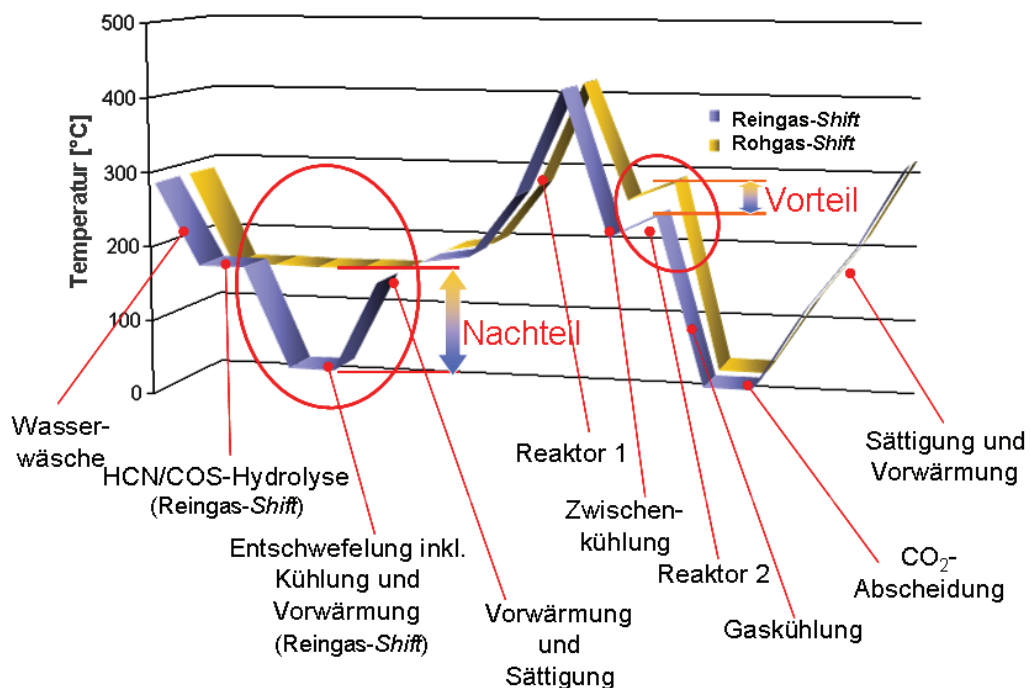 500
400
300
200
100
0
Temperatur [°C]
Reingas-Shift
Rohgas-Shift
Vorteil
Nachteil
Wasser-
wäsche
HCN/COS-Hydrolyse
(Reingas-Shift)
Entschwefelung inkl.
Kühlung und
Vorwärmung
(Reingas-Shift)
Vorwärmung
und
Sättigung
Reaktor 1
Zwischen-
kühlung
Reaktor 2
Gaskühlung
CO₂-
Abscheidung
Sättigung und
Vorwärmung